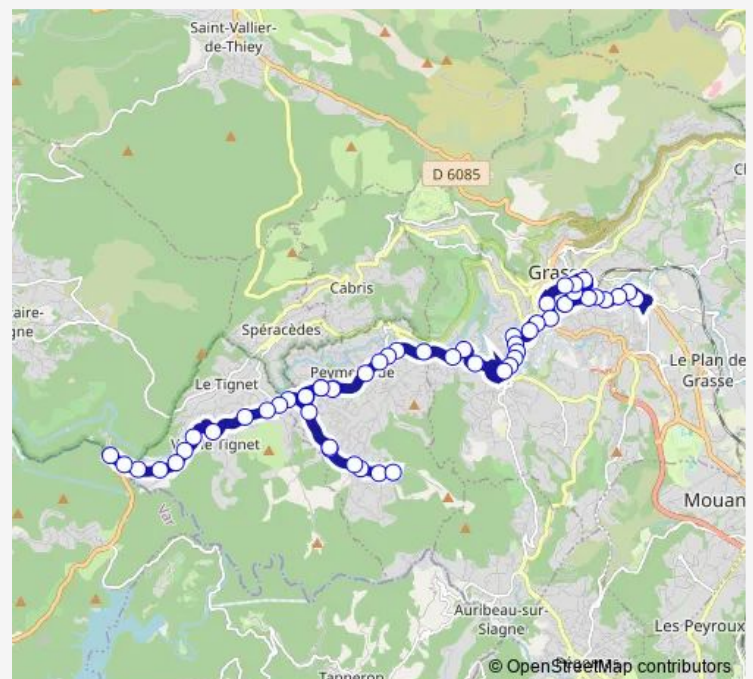 Saint-Vallier-
de-Thiey
D 6085
Cabris
Spéracèdes
Le Tignet
Le Plan de
Grasse
Mouan
Auribeau-sur-
Siagne
Les Peyroux
© OpenStreetMap contributors